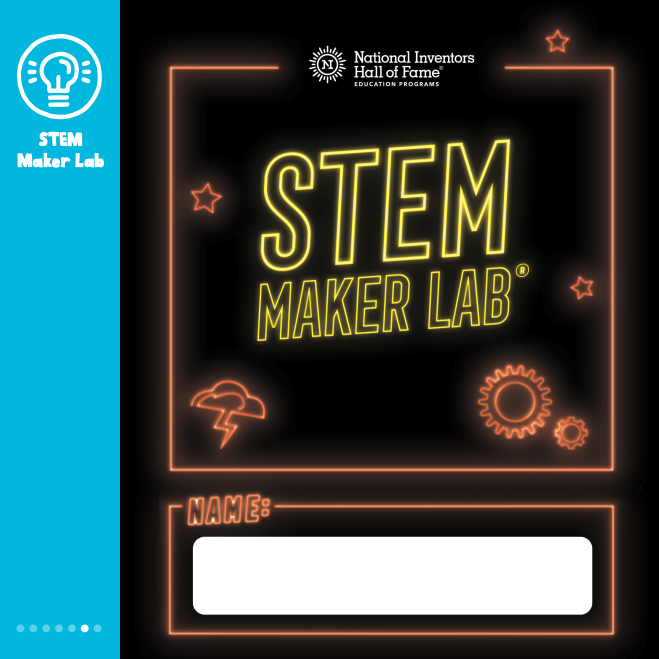 STEM
Maker Lab
N
National Inventors
Hall of Fame®
EDUCATION PROGRAMS
STEM
MAKER LAB®
NAME: